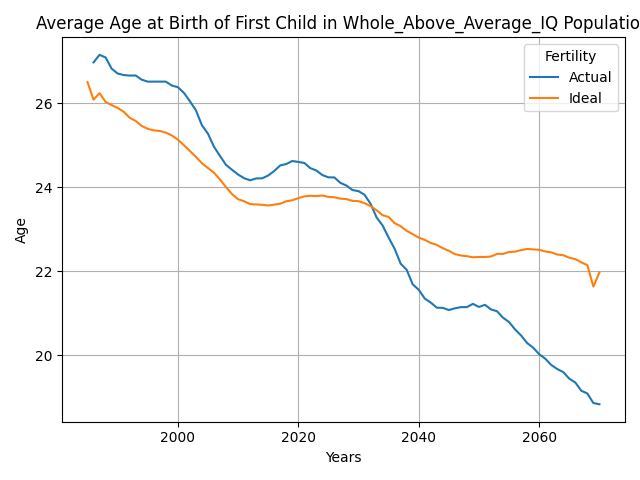 Average Age at Birth of First Child in Whole_Above_Average_IQ Populatio
Fertility
Actual
Ideal
26
24
22
20
Age
2000 2020 2040 2060
Years